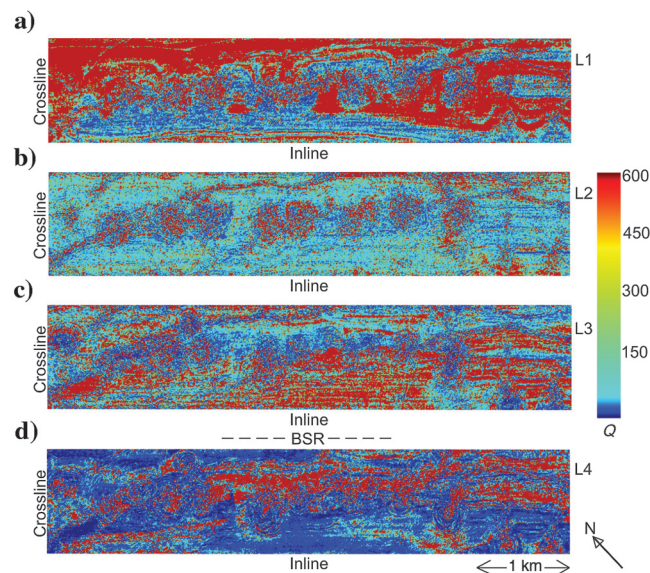 a)
Crossline
L1
Inline
b)
Crossline
L2
Inline
600
450
300
150
Q
c)
Crossline
L3
Inline
BSR
d)
Crossline
L4
Inline
N
1 km